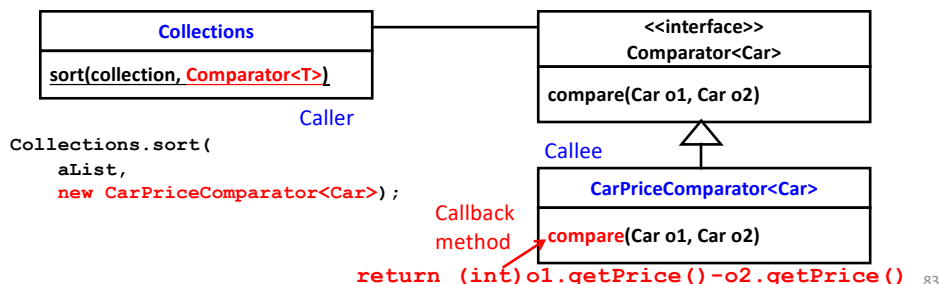 Collections
sort(collection, Comparator<T>)
Caller
<<interface>>
Comparator<Car>
compare(Car o1, Car o2)
Collections.sort(
aList,
new CarPriceComparator<Car>);
Callee
CarPriceComparator<Car>
compare(Car o1, Car o2)
Callback
method
return (int)o1.getPrice()-o2.getPrice()
83